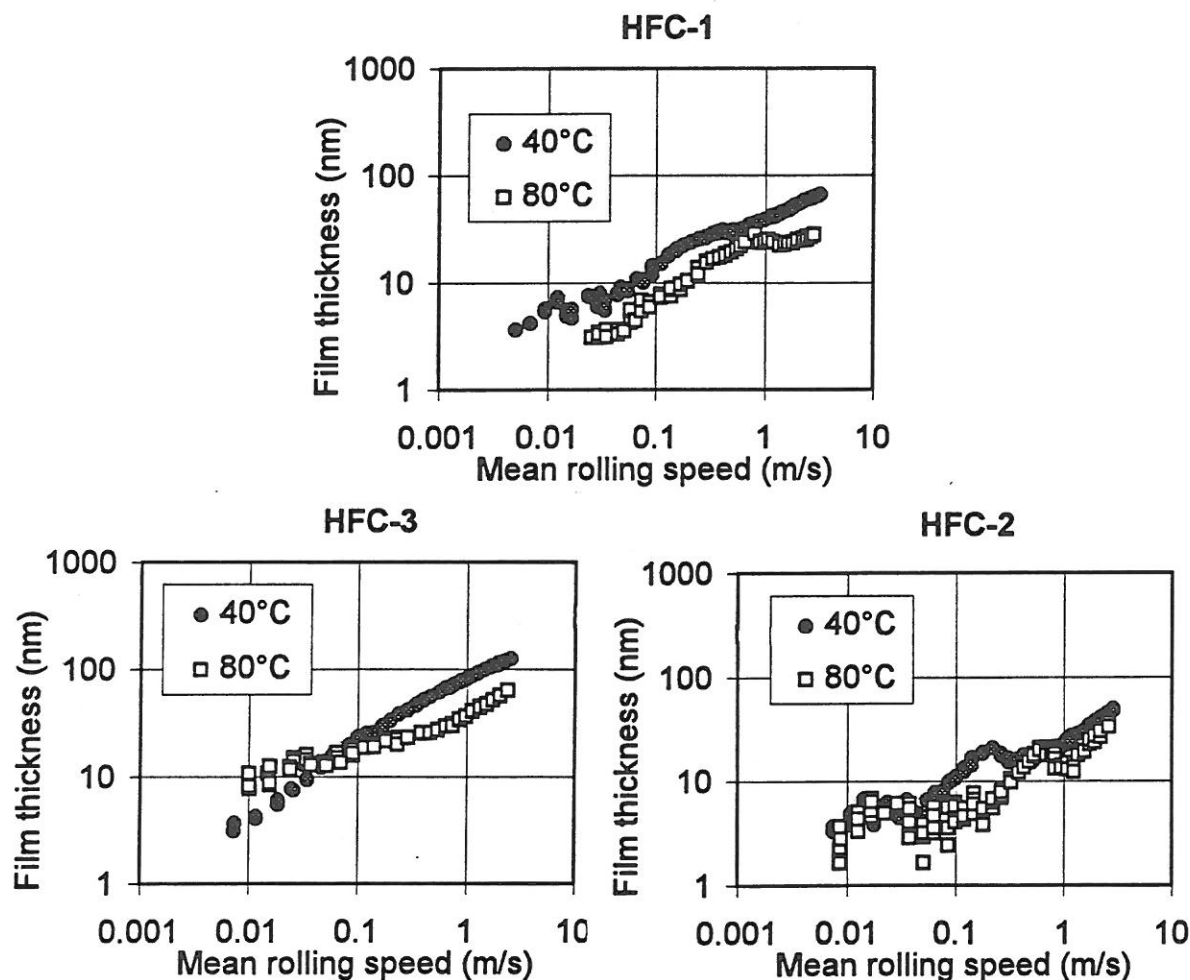 HFC-1
1000
100
10
1
Film thickness (nm)
40°C
80°C
0.001 0.01 0.1 1 10
Mean rolling speed (m/s)
HFC-3
1000
100
10
1
Film thickness (nm)
40°C
80°C
0.001 0.01 0.1 1 10
Mean rolling speed (m/s)
HFC-2
1000
100
10
1
Film thickness (nm)
40°C
80°C
0.001 0.01 0.1 1 10
Mean rolling speed (m/s)